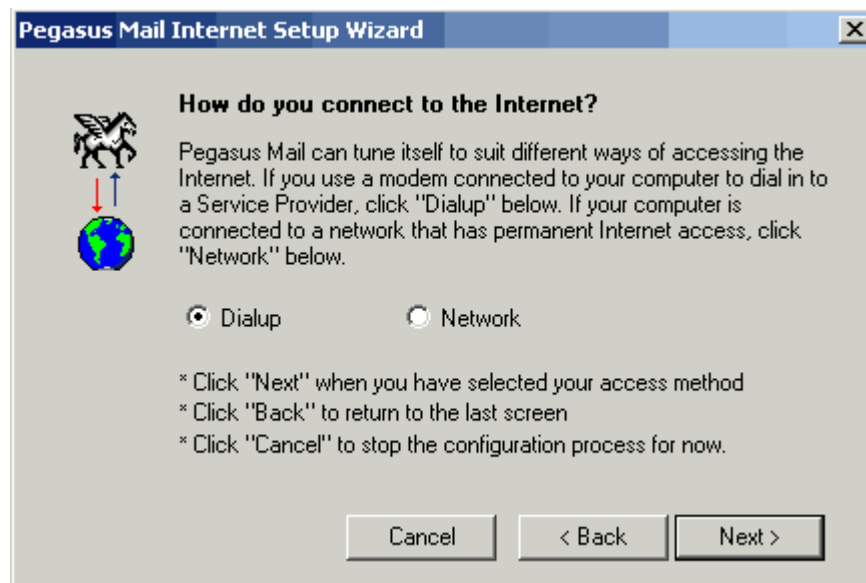 Pegasus Mail Internet Setup Wizard
How do you connect to the Internet?
Pegasus Mail can tune itself to suit different ways of accessing the
Internet. If you use a modem connected to your computer to dial in to
a Service Provider, click "Dialup" below. If your computer is
connected to a network that has permanent Internet access, click
"Network" below.
Dialup Network
* Click "Next" when you have selected your access method
* Click "Back" to return to the last screen
* Click "Cancel" to stop the configuration process for now.
Cancel < Back Next >